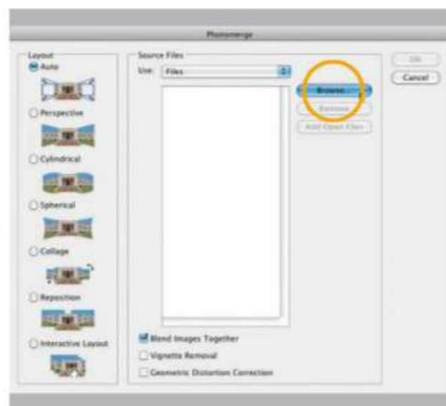 Photomerge
Layout
Auto
Perspective
Cylindrical
Spherical
Collage
Reposition
Interactive Layout
Source Files
Use: Files
Browse...
Remove
Add Open Files
Blend Images Together
Vignette Removal
Geometric Distortion Correction
OK
Cancel